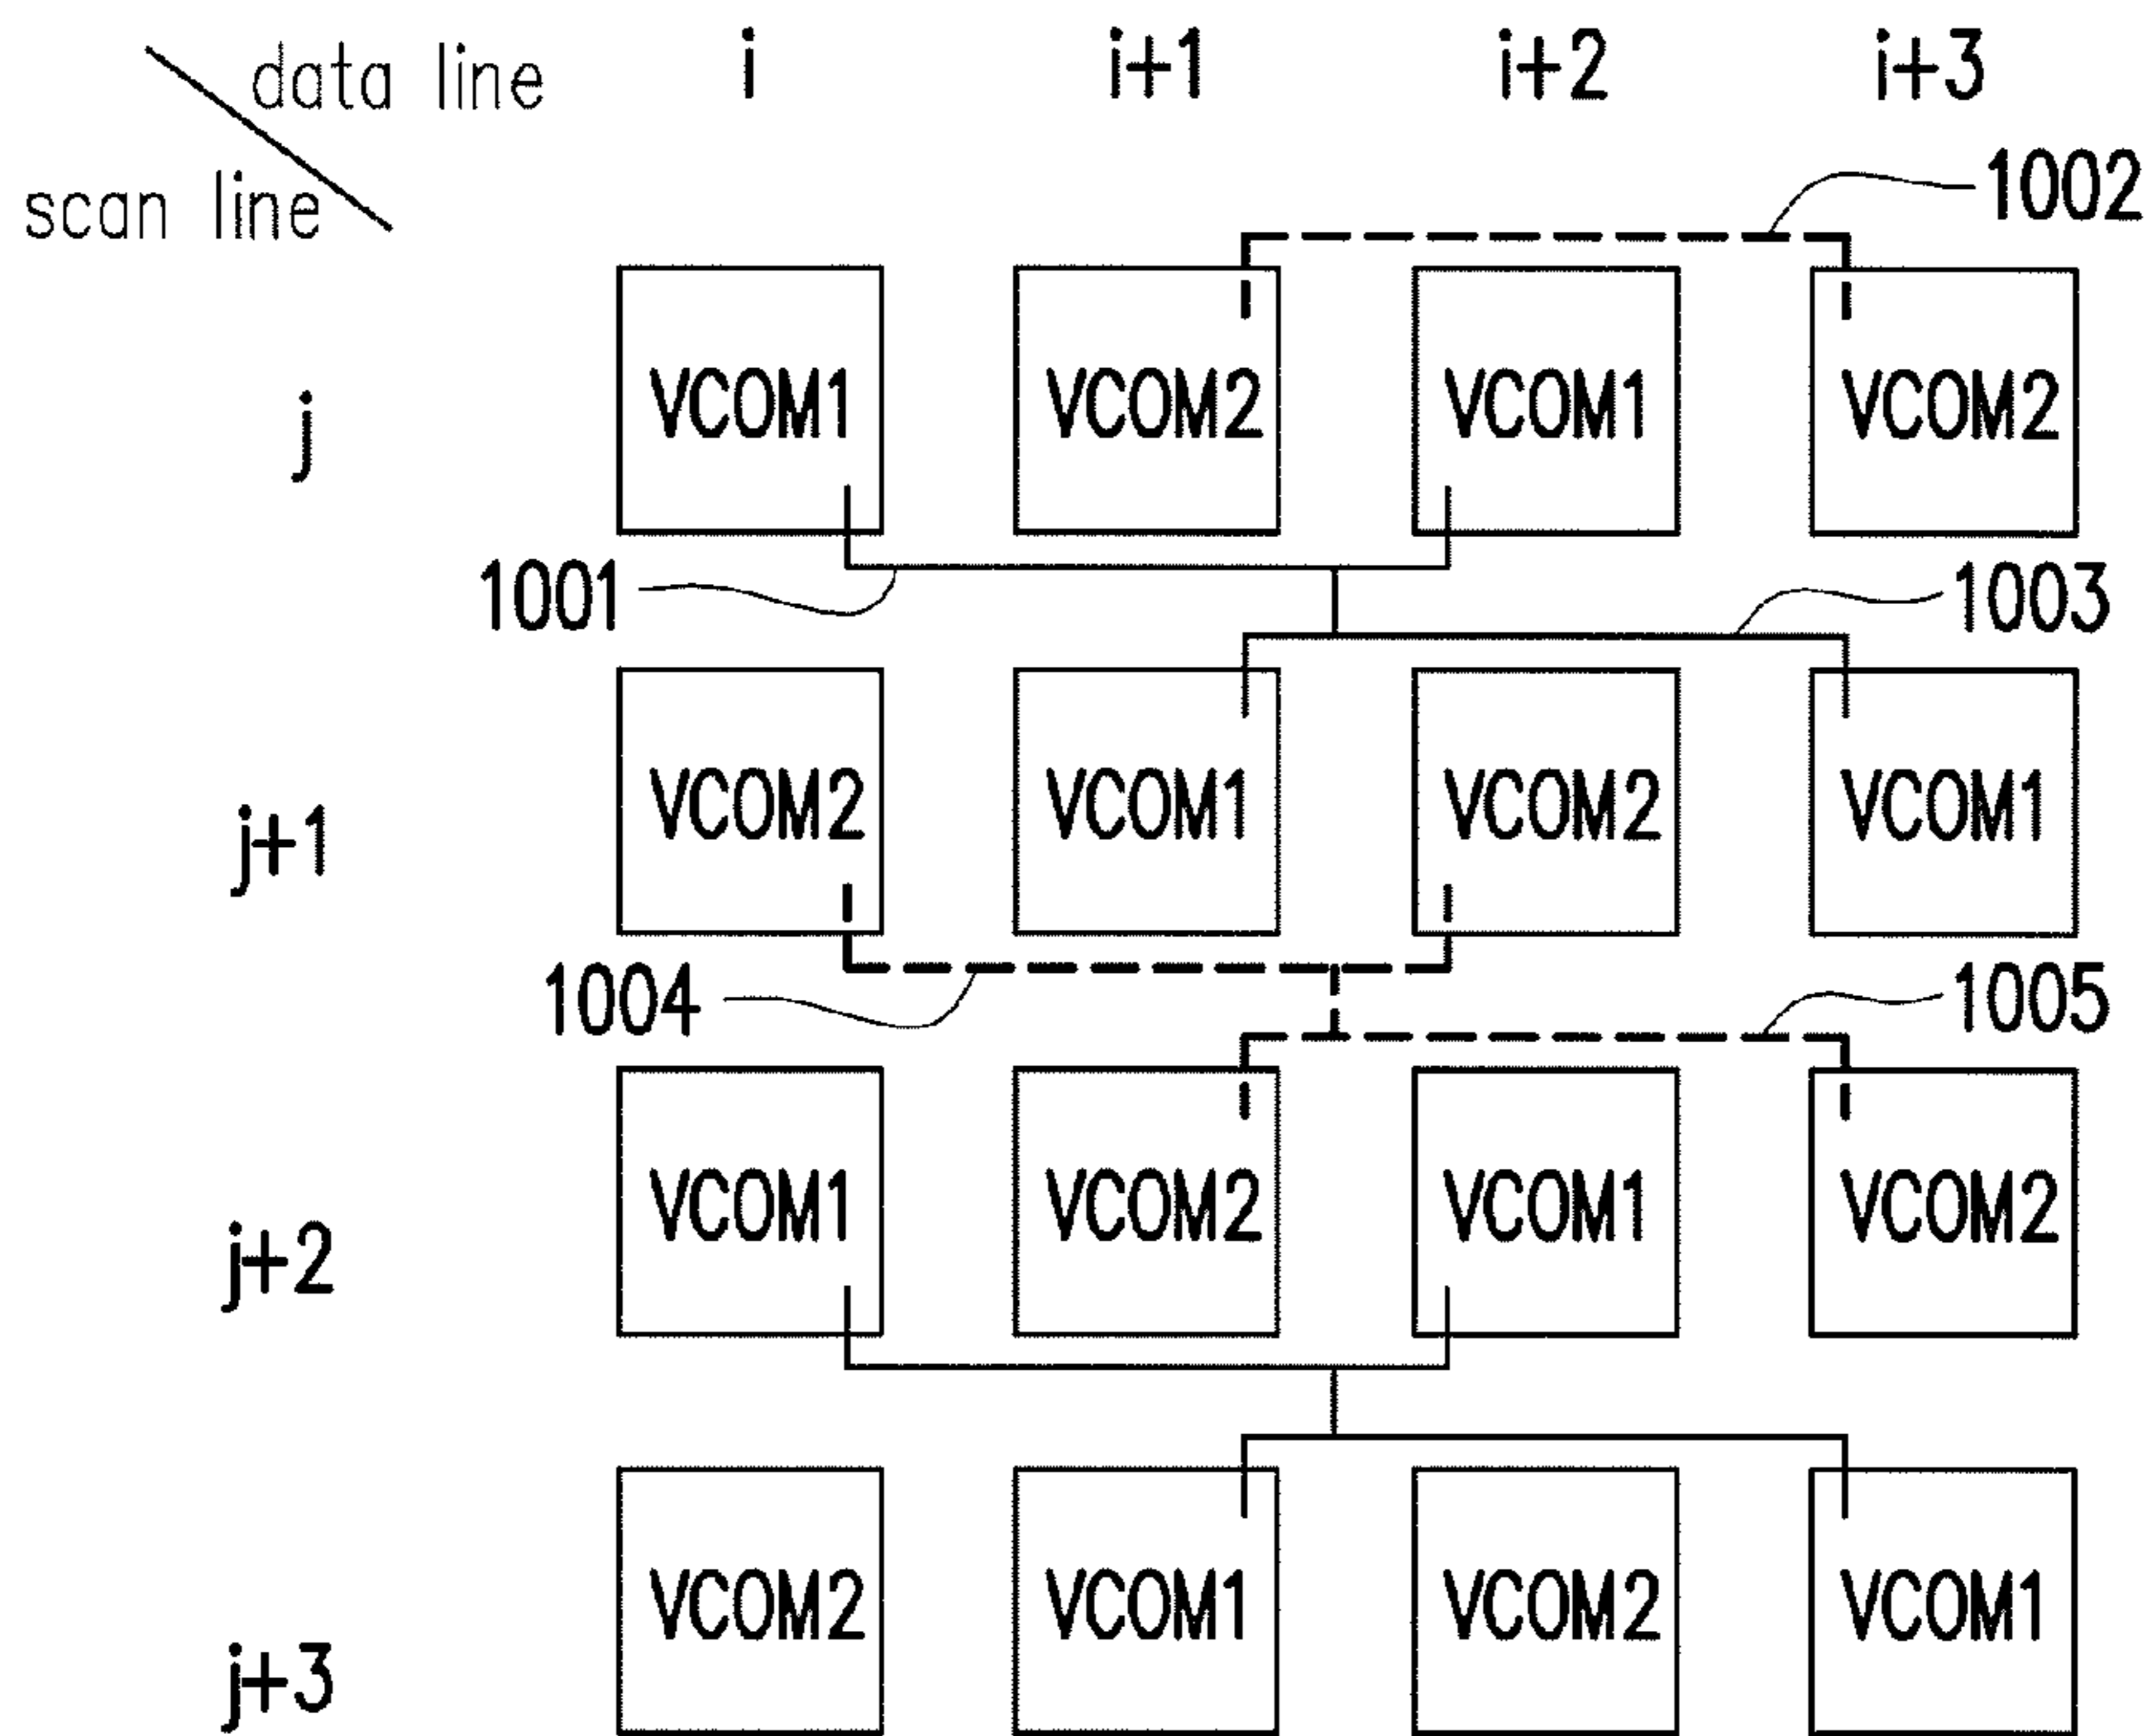 data line i i+1 i+2 i+3
scan line
1002
j VCOM1 VCOM2 VCOM1 VCOM2
1001 1003
j+1 VCOM2 VCOM1 VCOM2 VCOM1
1004 1005
j+2 VCOM1 VCOM2 VCOM1 VCOM2
j+3 VCOM2 VCOM1 VCOM2 VCOM1